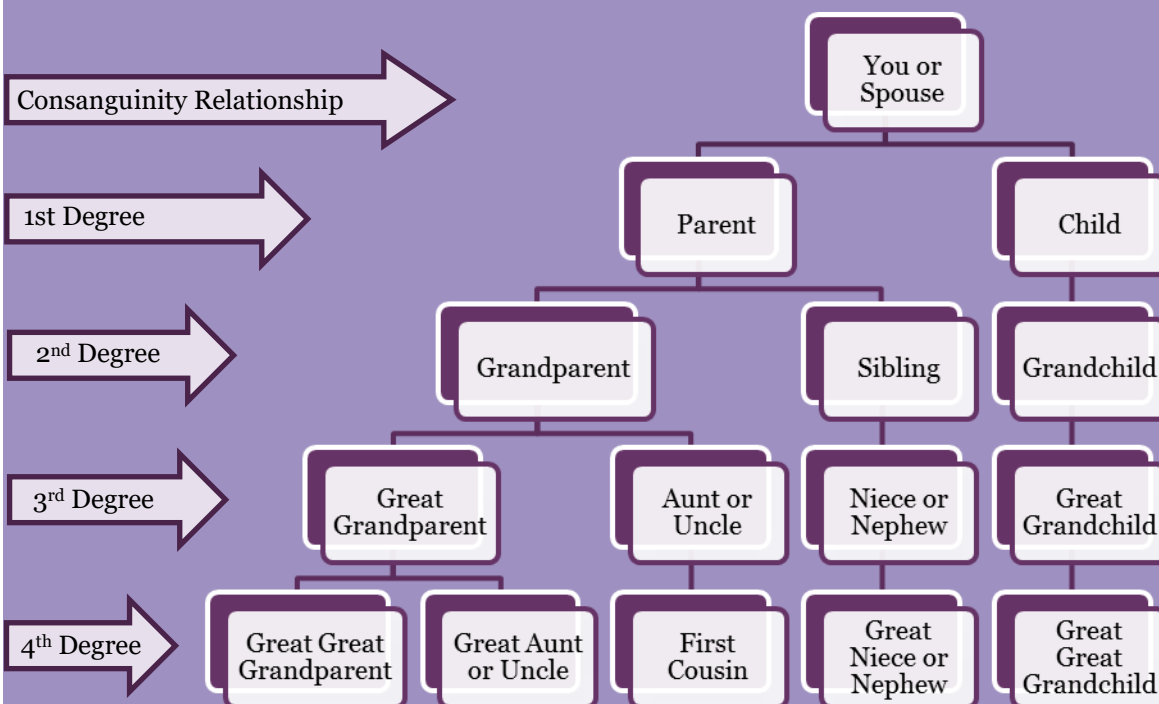 You or
Spouse
Consanguinity Relationship
1st Degree
Parent
Child
2nd Degree
Grandparent
Sibling
Grandchild
3rd Degree
Great
Grandparent
Aunt or
Uncle
Niece or
Nephew
Great
Grandchild
4th Degree
Great Great
Grandparent
Great Aunt
or Uncle
First
Cousin
Great
Niece or
Nephew
Great
Great
Grandchild